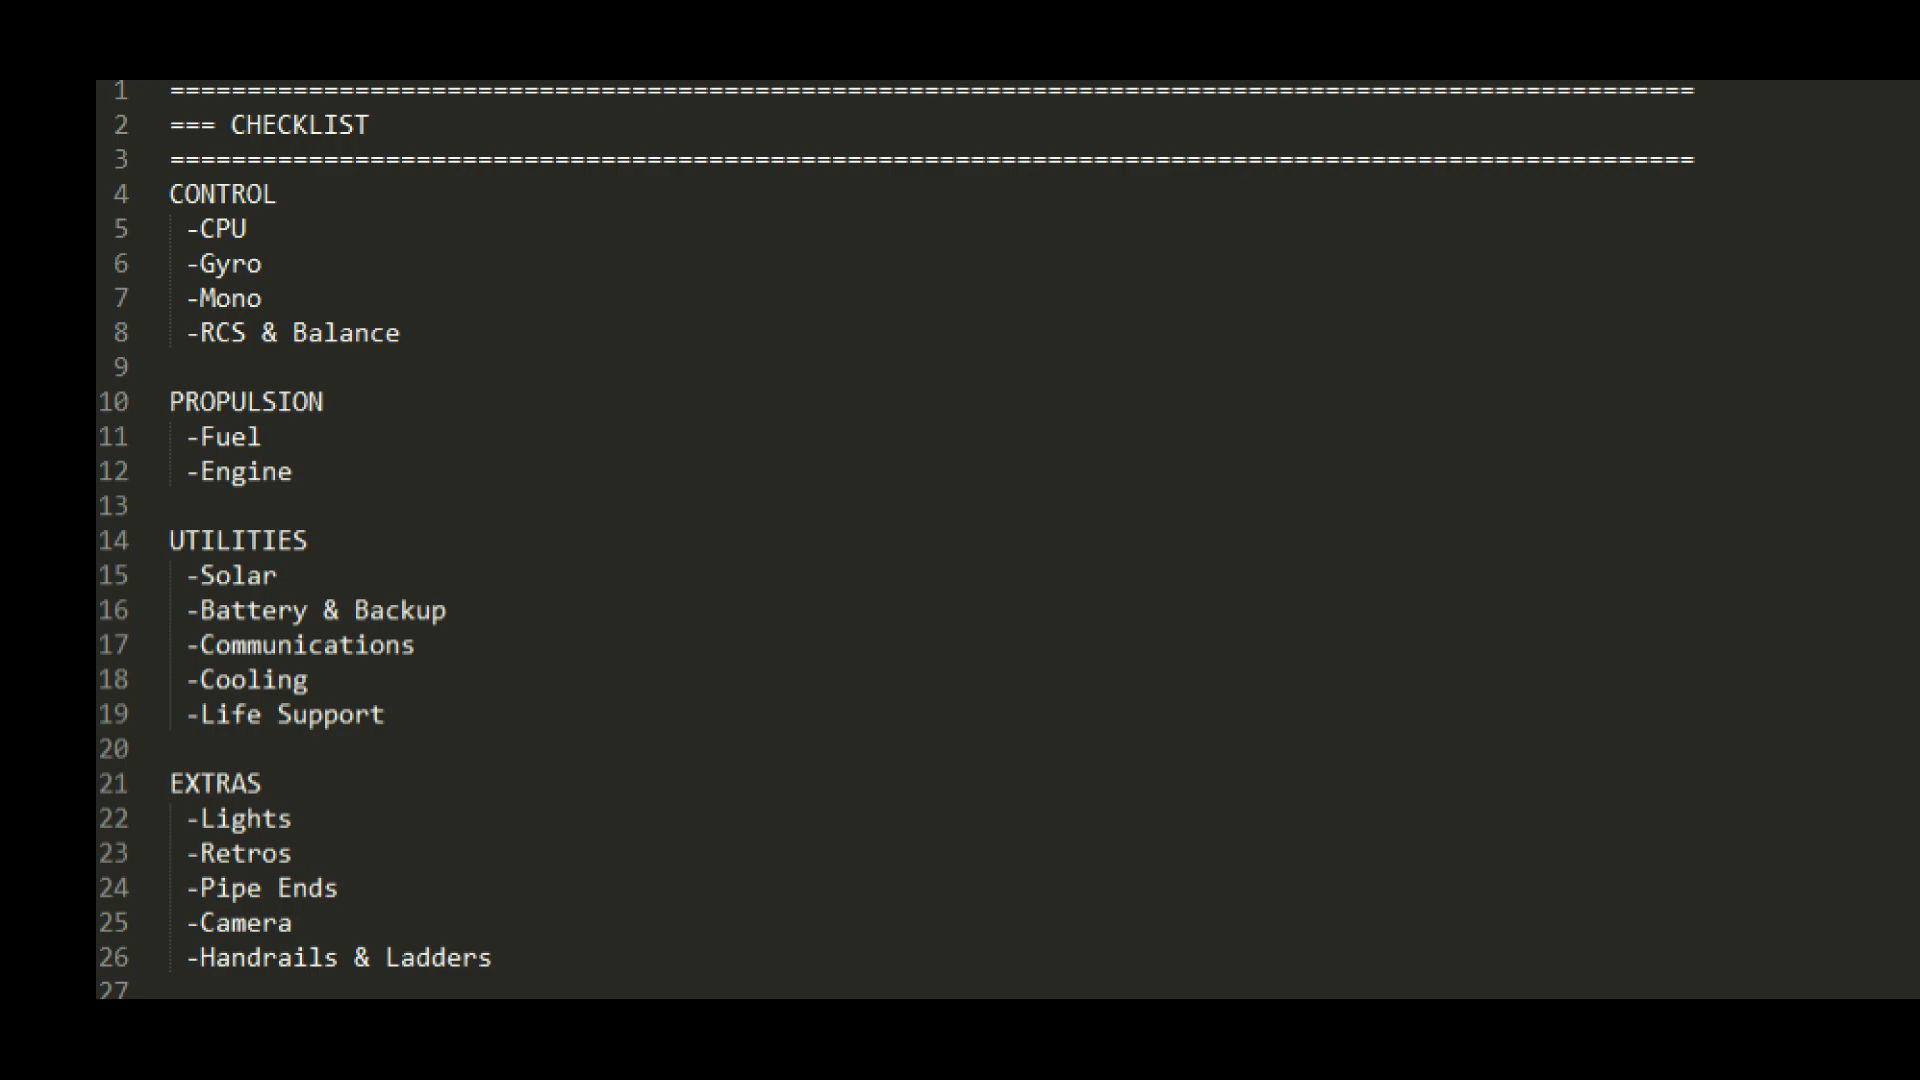 1 ===================================================================================================
2 === CHECKLIST
3 ===================================================================================================
4 CONTROL
5 -CPU
6 -Gyro
7 -Mono
8 -RCS & Balance
9
10 PROPULSION
11 -Fuel
12 -Engine
13
14 UTILITIES
15 -Solar
16 -Battery & Backup
17 -Communications
18 -Cooling
19 -Life Support
20
21 EXTRAS
22 -Lights
23 -Retros
24 -Pipe Ends
25 -Camera
26 -Handrails & Ladders
27